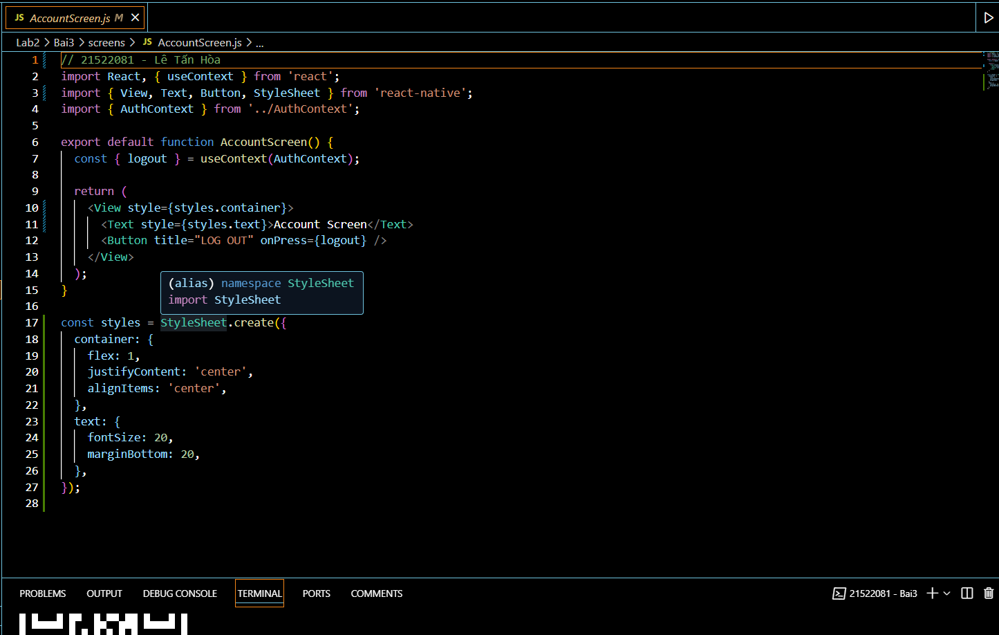 JS AccountScreen.js M
Lab2 > Bai3 > screens > JS AccountScreen.js > ...
1 // 21522081 - Lê Tấn Hòa
2 import React, { useContext } from 'react';
3 import { View, Text, Button, StyleSheet } from 'react-native';
4 import { AuthContext } from '../AuthContext';
5
6 export default function AccountScreen() {
7   const { logout } = useContext(AuthContext);
8
9   return (
10     <View style={styles.container}>
11       <Text style={styles.text}>Account Screen</Text>
12       <Button title="LOG OUT" onPress={logout} />
13     </View>
14   );
15 }
(alias) namespace StyleSheet
import StyleSheet
16
17 const styles = StyleSheet.create({
18   container: {
19     flex: 1,
20     justifyContent: 'center',
21     alignItems: 'center',
22   },
23   text: {
24     fontSize: 20,
25     marginBottom: 20,
26   },
27 });
28
PROBLEMS OUTPUT DEBUG CONSOLE TERMINAL PORTS COMMENTS 21522081 - Bai3